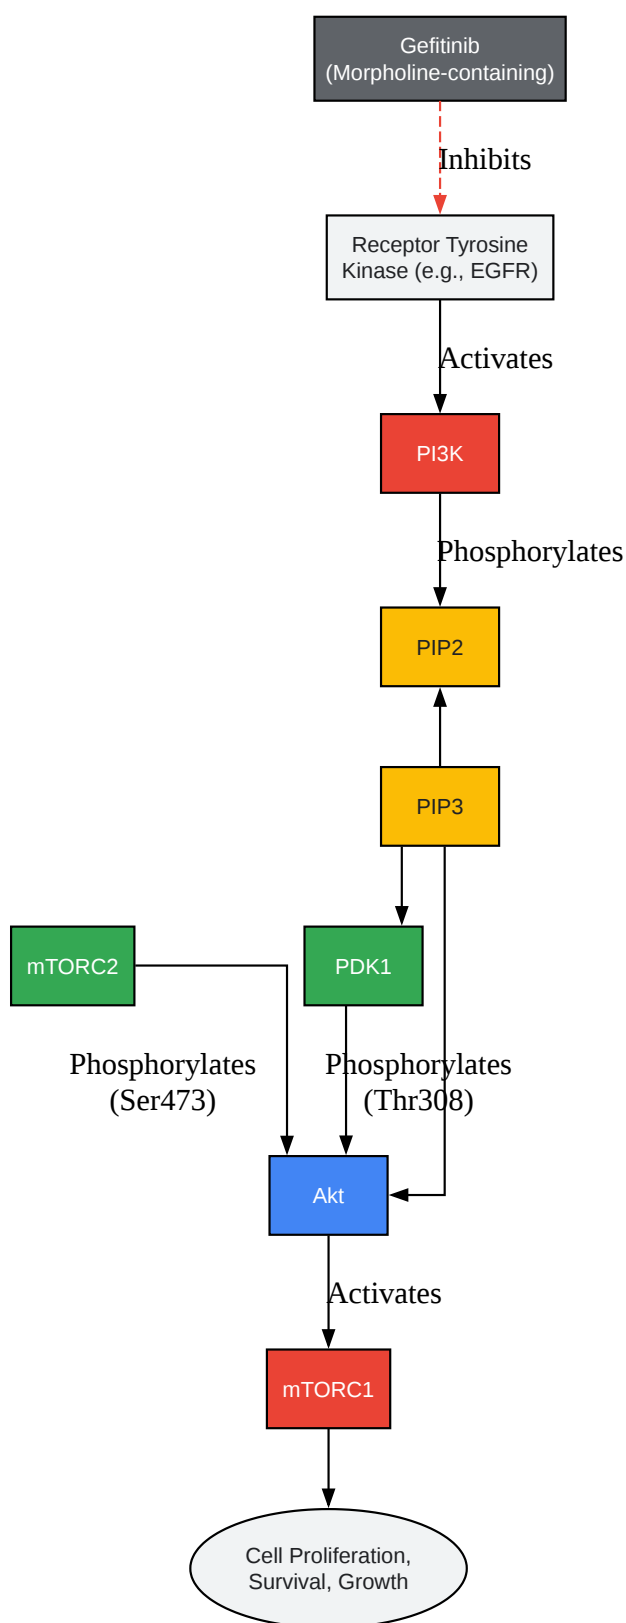 Gefitinib
(Morpholine-containing)
Inhibits
Receptor Tyrosine
Kinase (e.g., EGFR)
Activates
PI3K
Phosphorylates
PIP2
PIP3
mTORC2
PDK1
Phosphorylates
(Ser473)
Phosphorylates
(Thr308)
Akt
Activates
mTORC1
Cell Proliferation,
Survival, Growth